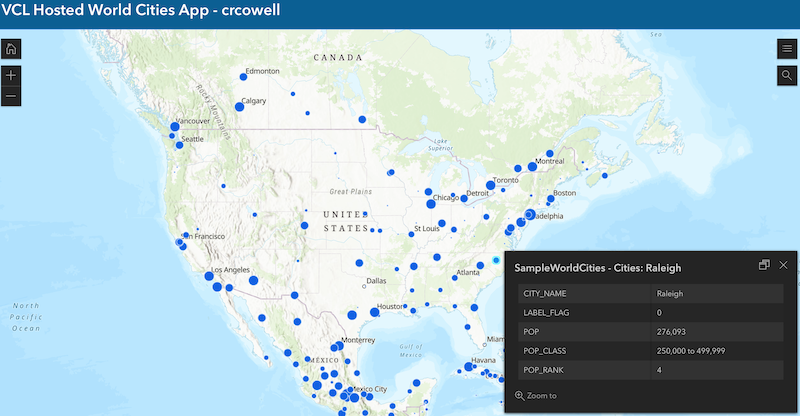 VCL Hosted World Cities App - crcowell
CANADA
Edmonton
Calgary
Rocky Mountains
Vancouver
Seattle
Lake Superior
Montreal
Toronto
Great Plains
Chicago
Detroit
Boston
UNITED STATES
St Louis
adelphia
San Francisco
Los Angeles
Atlanta
Dallas
Houston
North Pacific Ocean
Monterrey
Gulf of Mexico
Miami
Havana
MÉXICO
Mexico City
SampleWorldCities - Cities: Raleigh
CITY_NAME Raleigh
LABEL_FLAG 0
POP 276,093
POP_CLASS 250,000 to 499,999
POP_RANK 4
Zoom to